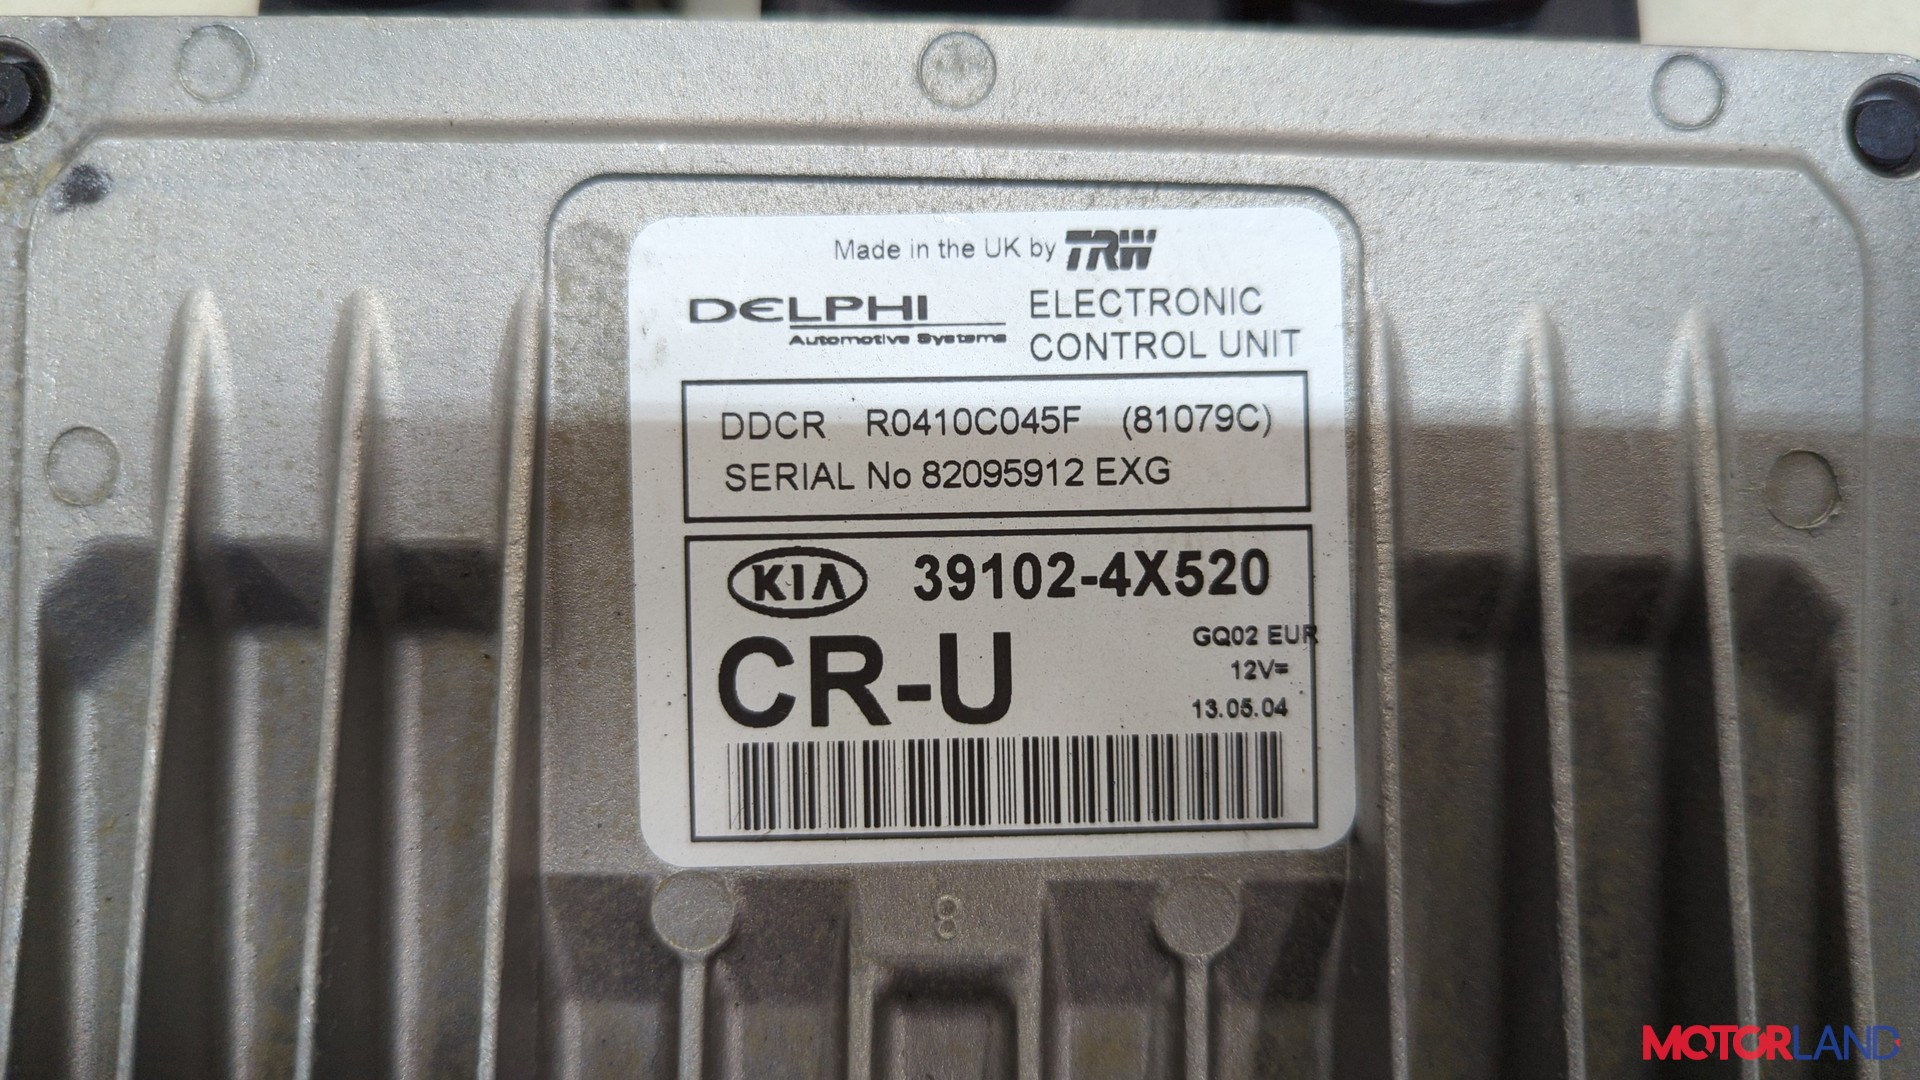 Made in the UK by TRW
DELPHI
Automotive Systems
ELECTRONIC
CONTROL UNIT
DDCR R0410C045F (81079C)
SERIAL No 82095912 EXG
KIA 39102-4X520
CR-U
GQ02 EUR
12V=
13.05.04
8
MOTORLAND